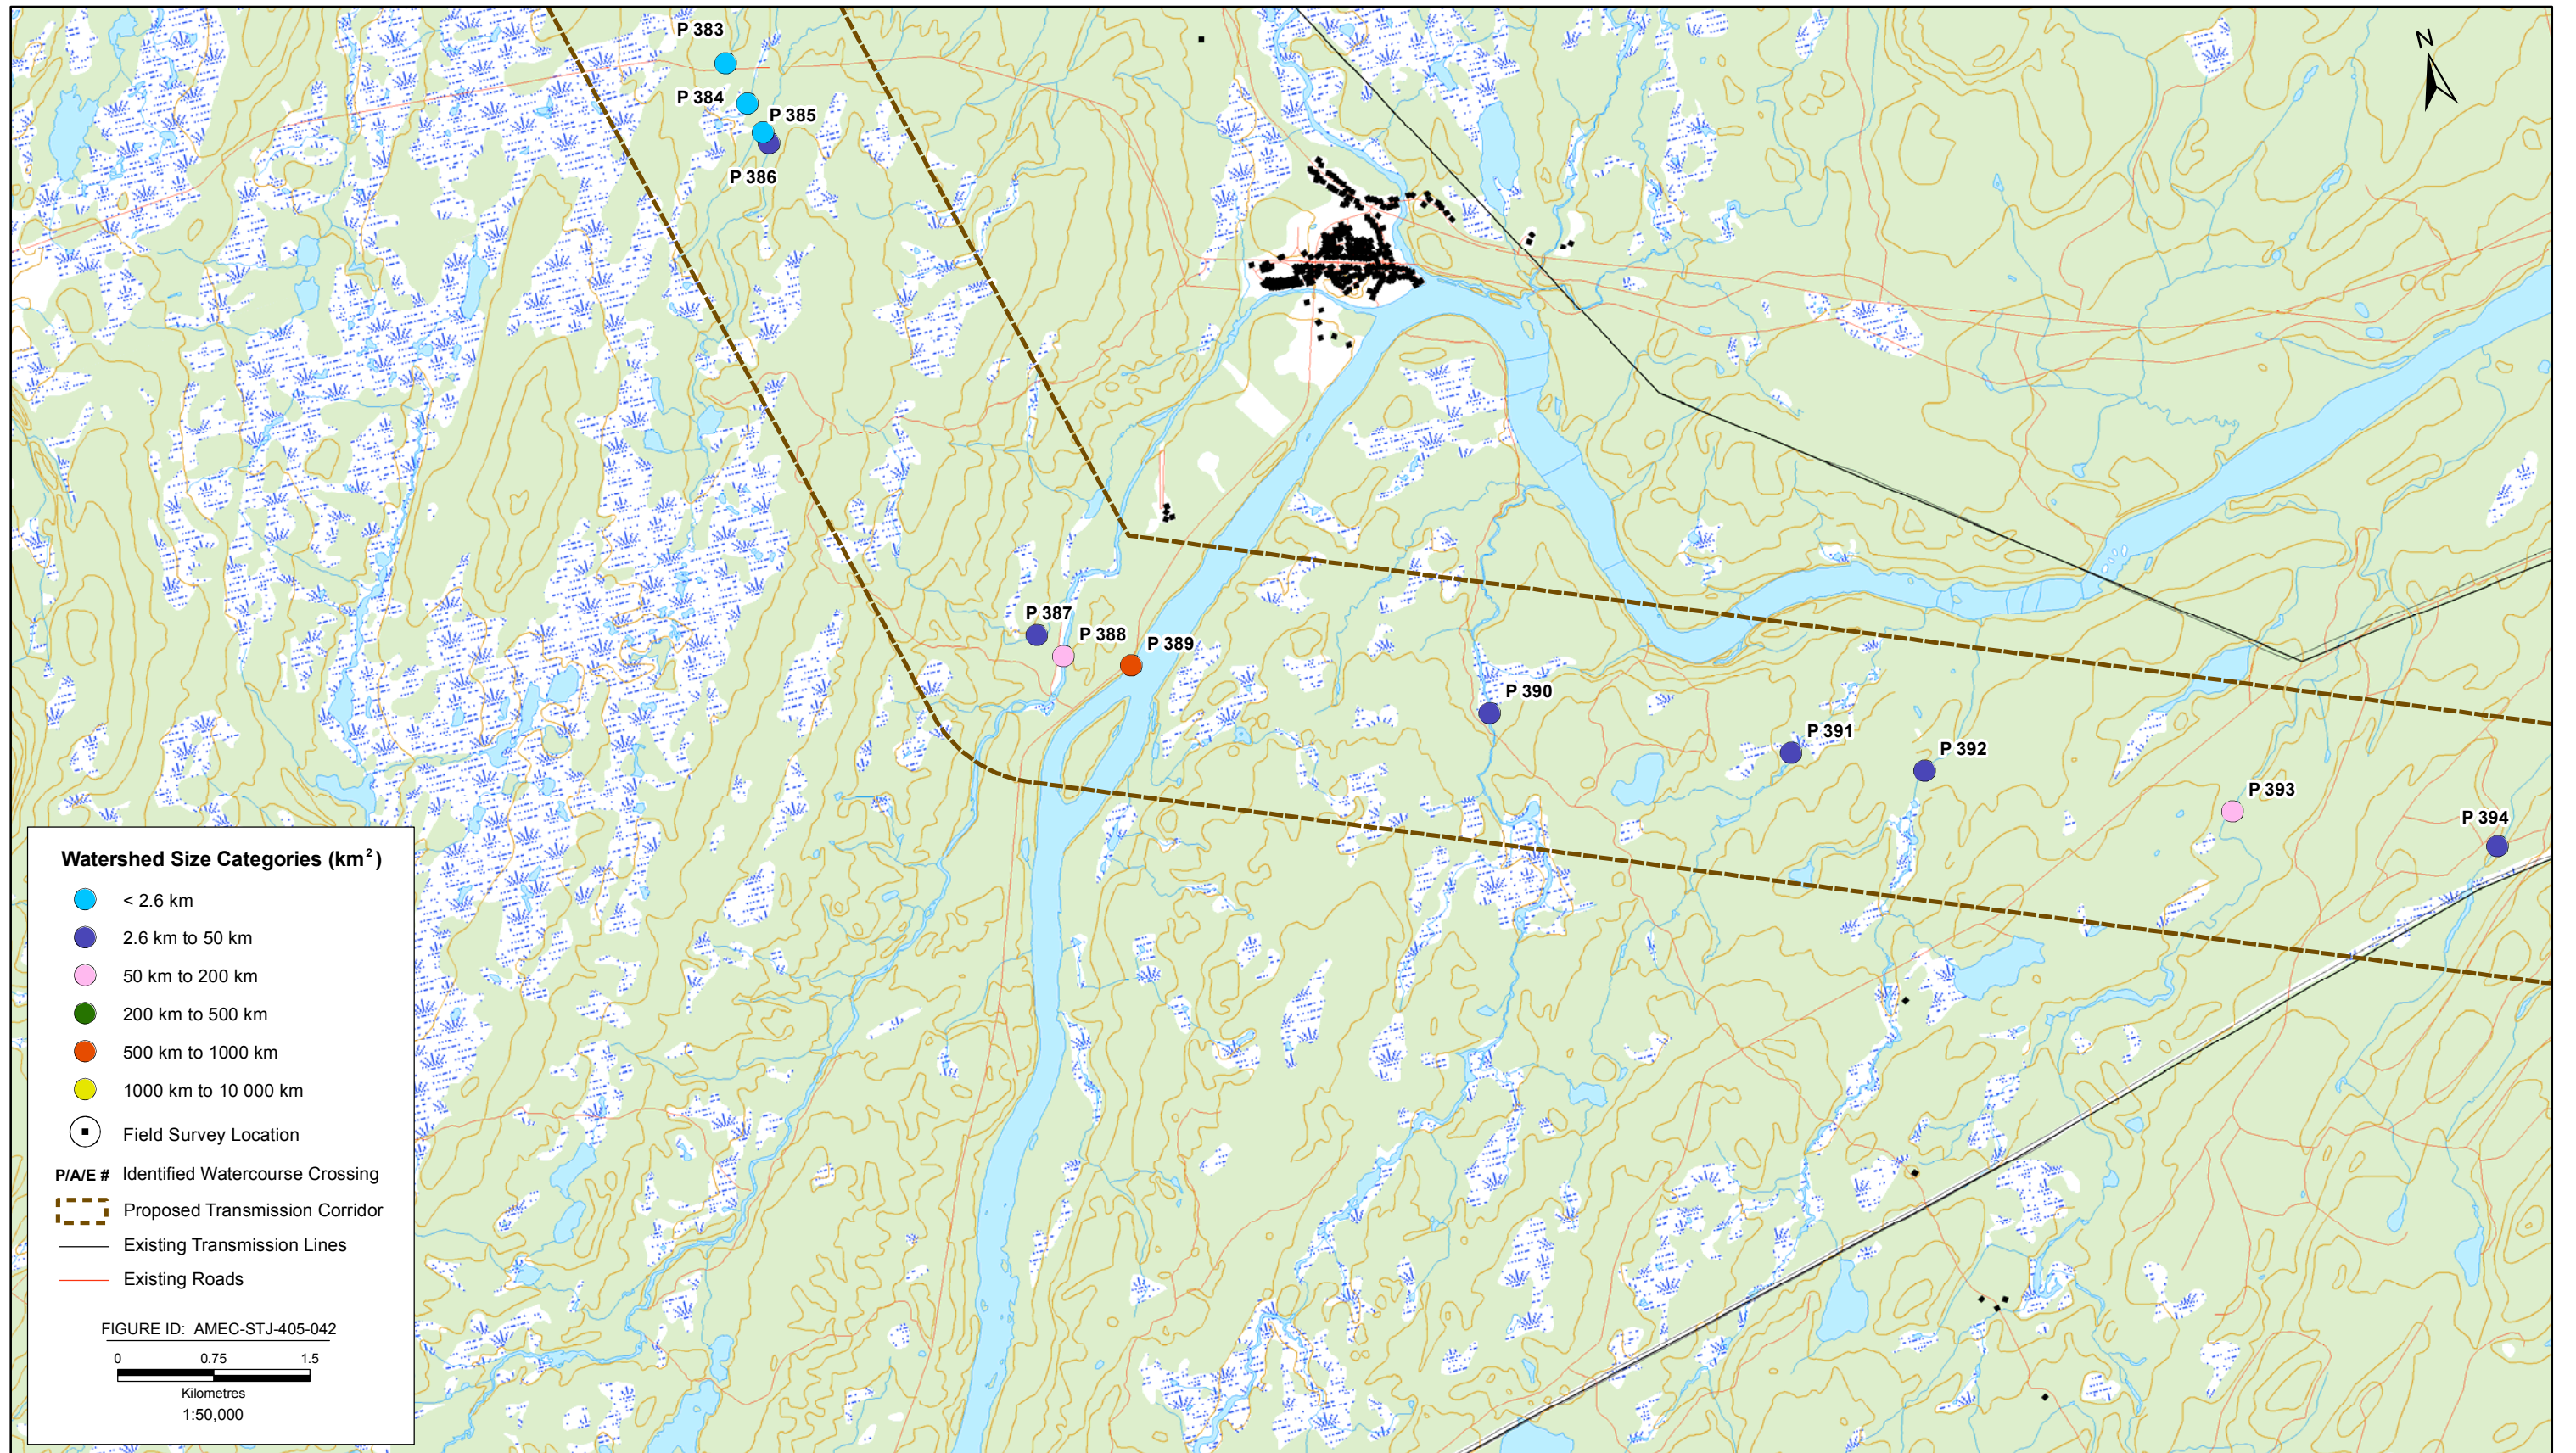 P 383
N
P 384
P 385
P 386
P 387
P 388
P 389
P 390
P 391
P 392
P 393
P 394
Watershed Size Categories (km²)
< 2.6 km
2.6 km to 50 km
50 km to 200 km
200 km to 500 km
500 km to 1000 km
1000 km to 10 000 km
Field Survey Location
P/A/E # Identified Watercourse Crossing
Proposed Transmission Corridor
Existing Transmission Lines
Existing Roads
FIGURE ID: AMEC-STJ-405-042
0 0.75 1.5
Kilometres
1:50,000